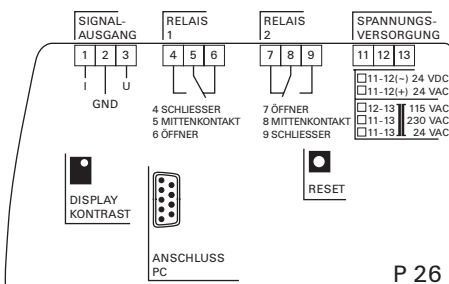 SIGNAL-
AUSGANG
1 2 3
I U
GND
RELAIS
1
4 5 6
4 SCHLIESSER
5 MITTENKONTAKT
6 ÖFFNER
RELAIS
2
7 8 9
7 ÖFFNER
8 MITTENKONTAKT
9 SCHLIESSER
SPANNUNGS-
VERSORGUNG
11 12 13
11-12(~) 24 VDC
11-12(+) 24 VAC
12-13 115 VAC
11-13 230 VAC
11-13 24 VAC
DISPLAY
KONTRAST
ANSCHLUSS
PC
RESET
P 26